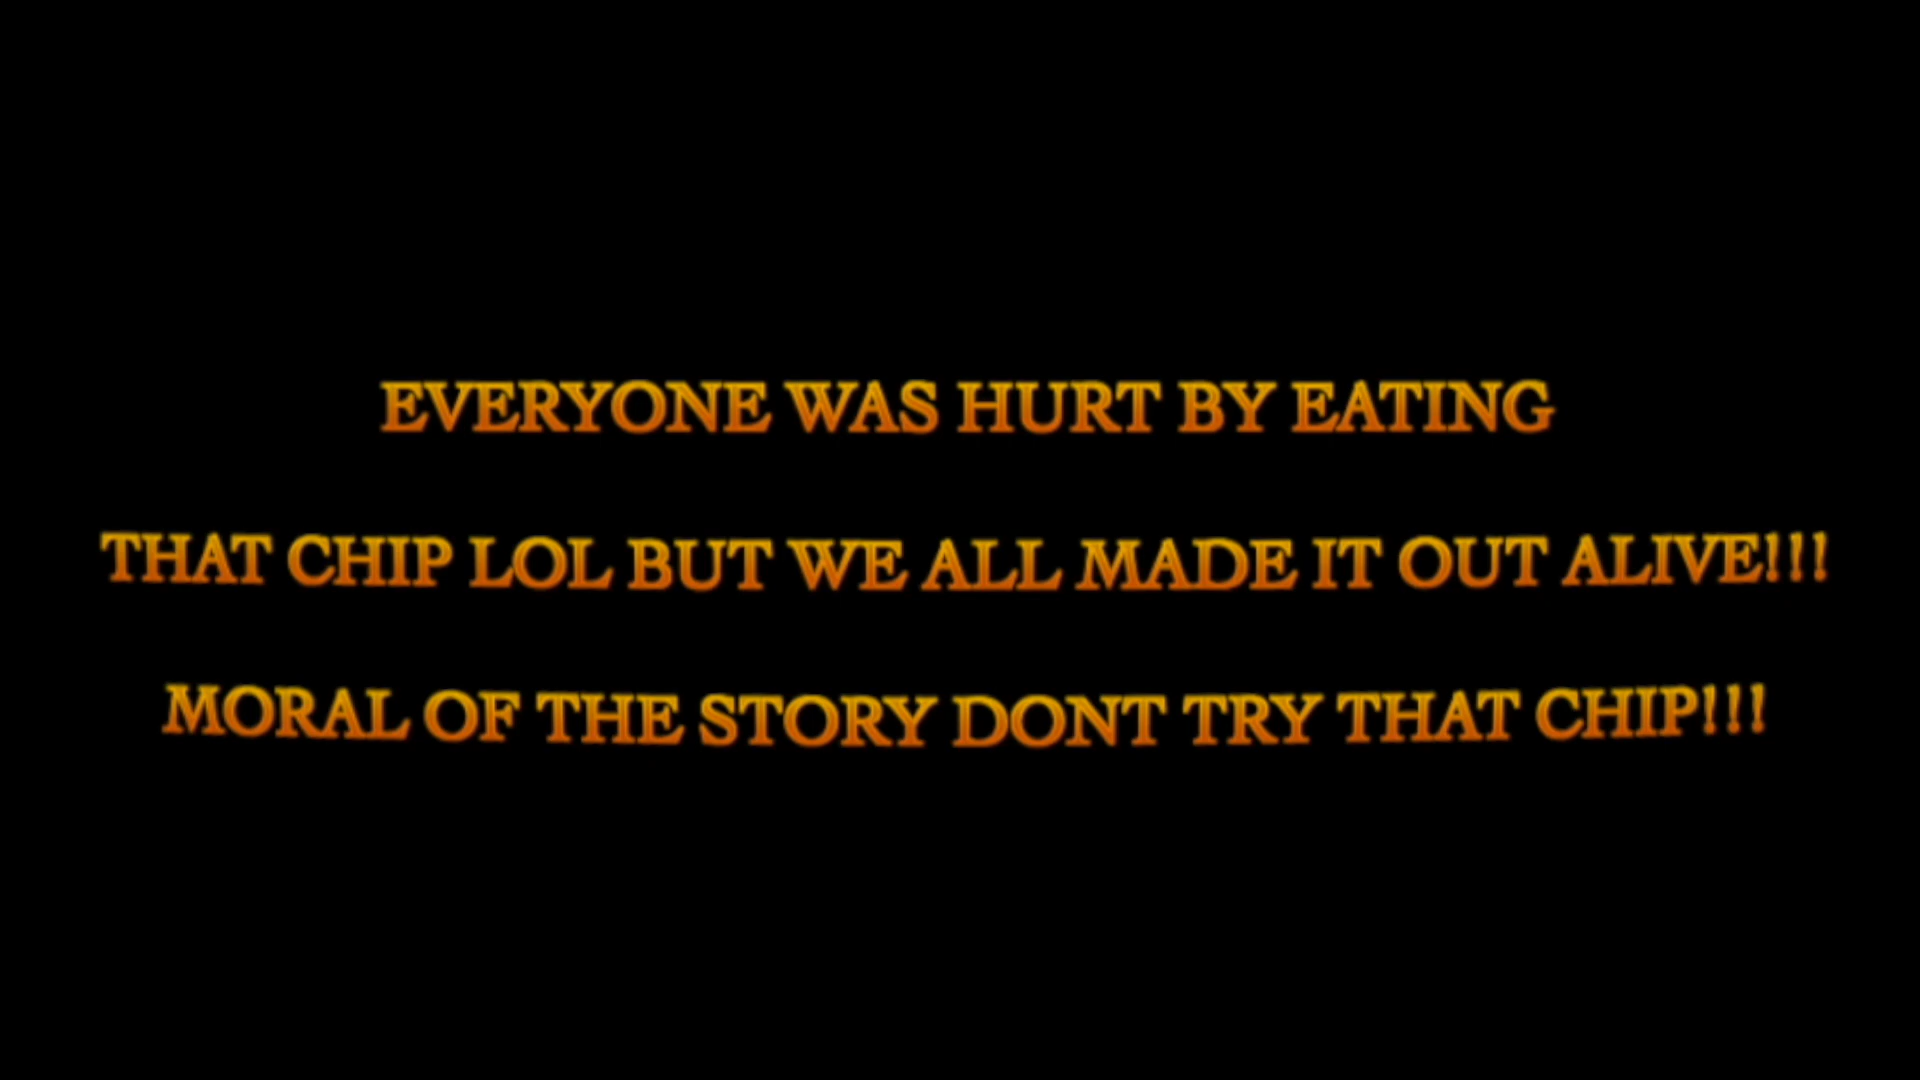 EVERYONE WAS HURT BY EATING
THAT CHIP LOL BUT WE ALL MADE IT OUT ALIVE!!!
MORAL OF THE STORY DONT TRY THAT CHIP!!!